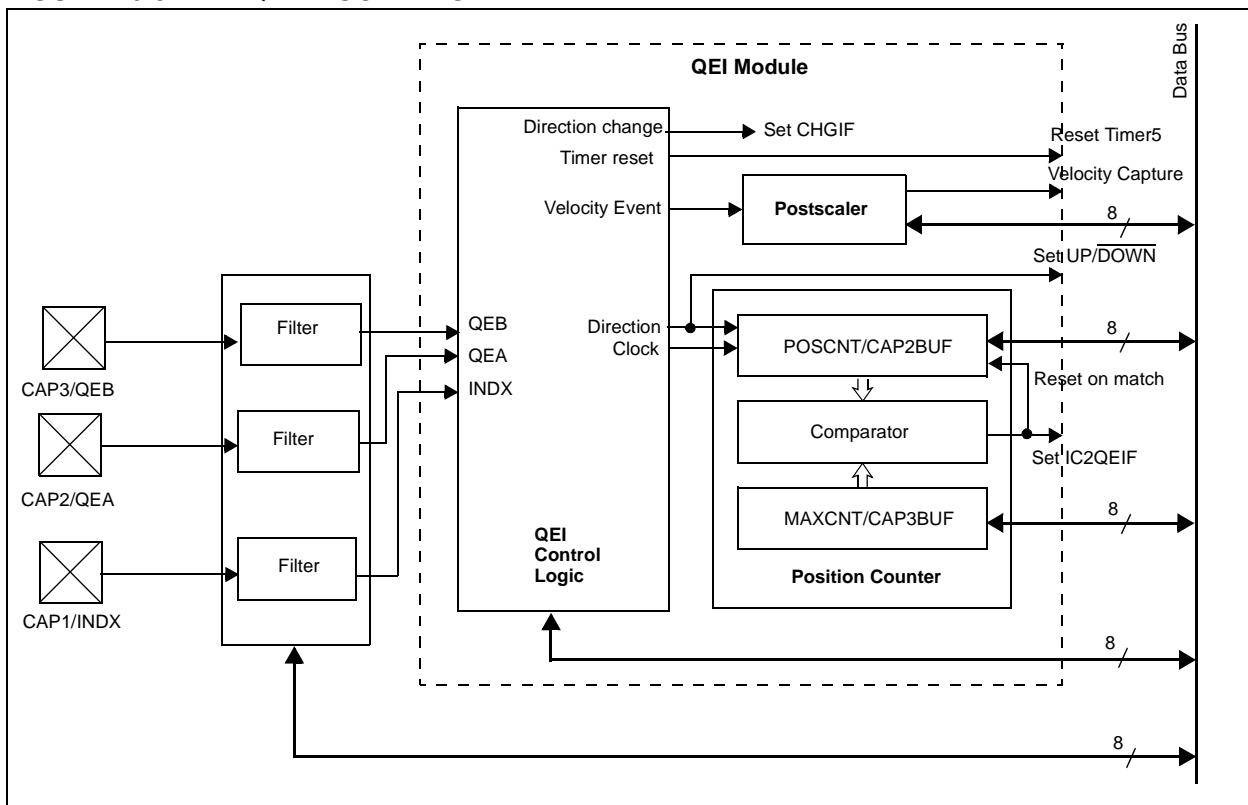 Data Bus
QEI Module
Direction change
Set CHGIF
Timer reset
Reset Timer5
Velocity Capture
Velocity Event
Postscaler
8
Set UP/DOWN
Filter
QEB
Direction
8
Clock
POSCNT/CAP2BUF
QEA
CAP3/QEB
INDX
Reset on match
Filter
Comparator
Set IC2QEIF
CAP2/QEA
8
MAXCNT/CAP3BUF
QEI
Control
Logic
Filter
Position Counter
CAP1/INDX
8
8